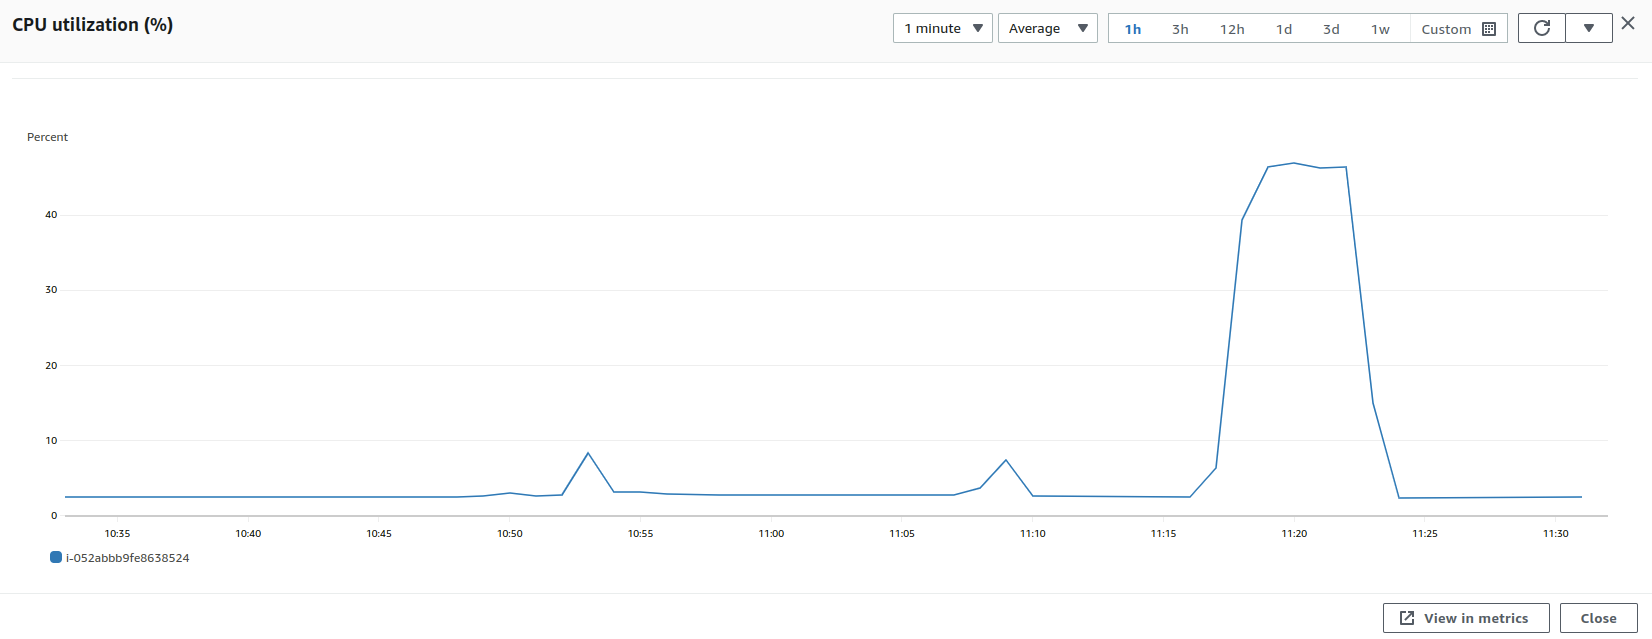 CPU utilization (%)
1 minute Average 1h 3h 12h 1d 3d 1w Custom
Percent
40
30
20
10
0
10:35 10:40 10:45 10:50 10:55 11:00 11:05 11:10 11:15 11:20 11:25 11:30
i-052abbb9fe8638524
View in metrics Close